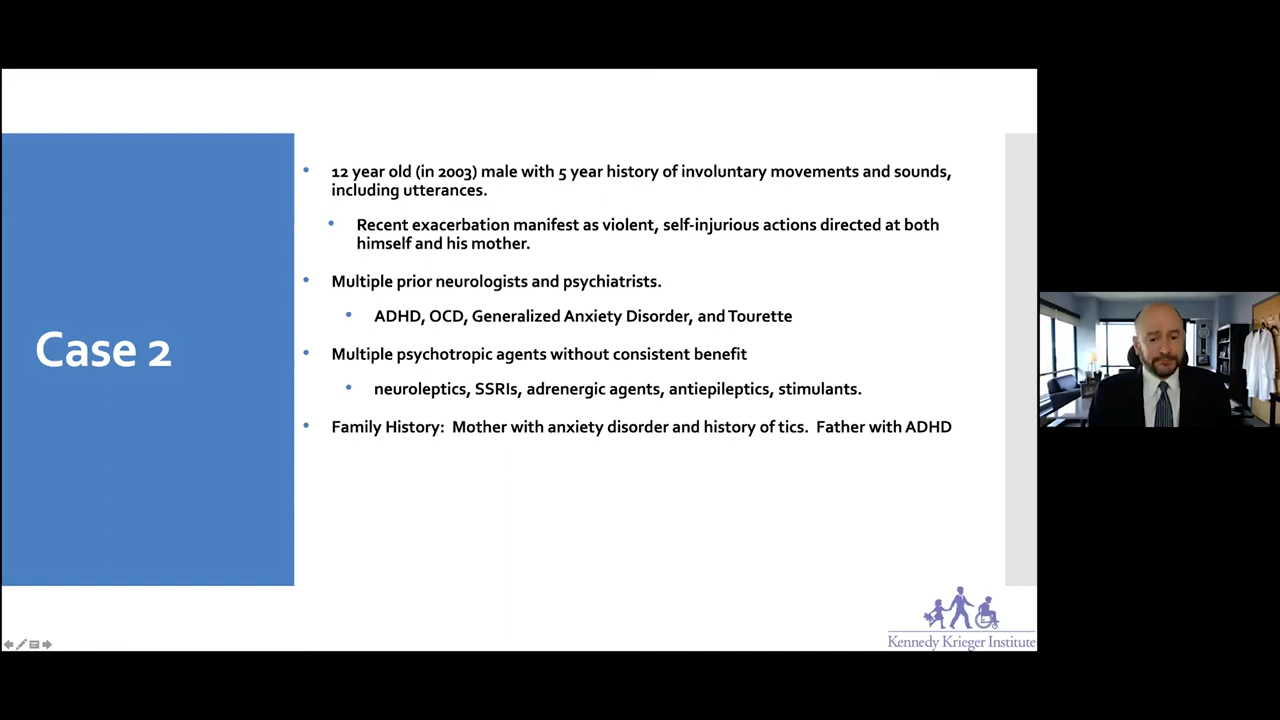 Case 2
12 year old (in 2003) male with 5 year history of involuntary movements and sounds,
including utterances.
Recent exacerbation manifest as violent, self-injurious actions directed at both
himself and his mother.
Multiple prior neurologists and psychiatrists.
ADHD, OCD, Generalized Anxiety Disorder, and Tourette
Multiple psychotropic agents without consistent benefit
neuroleptics, SSRIs, adrenergic agents, antiepileptics, stimulants.
Family History: Mother with anxiety disorder and history of tics. Father with ADHD
Kennedy Krieger Institute